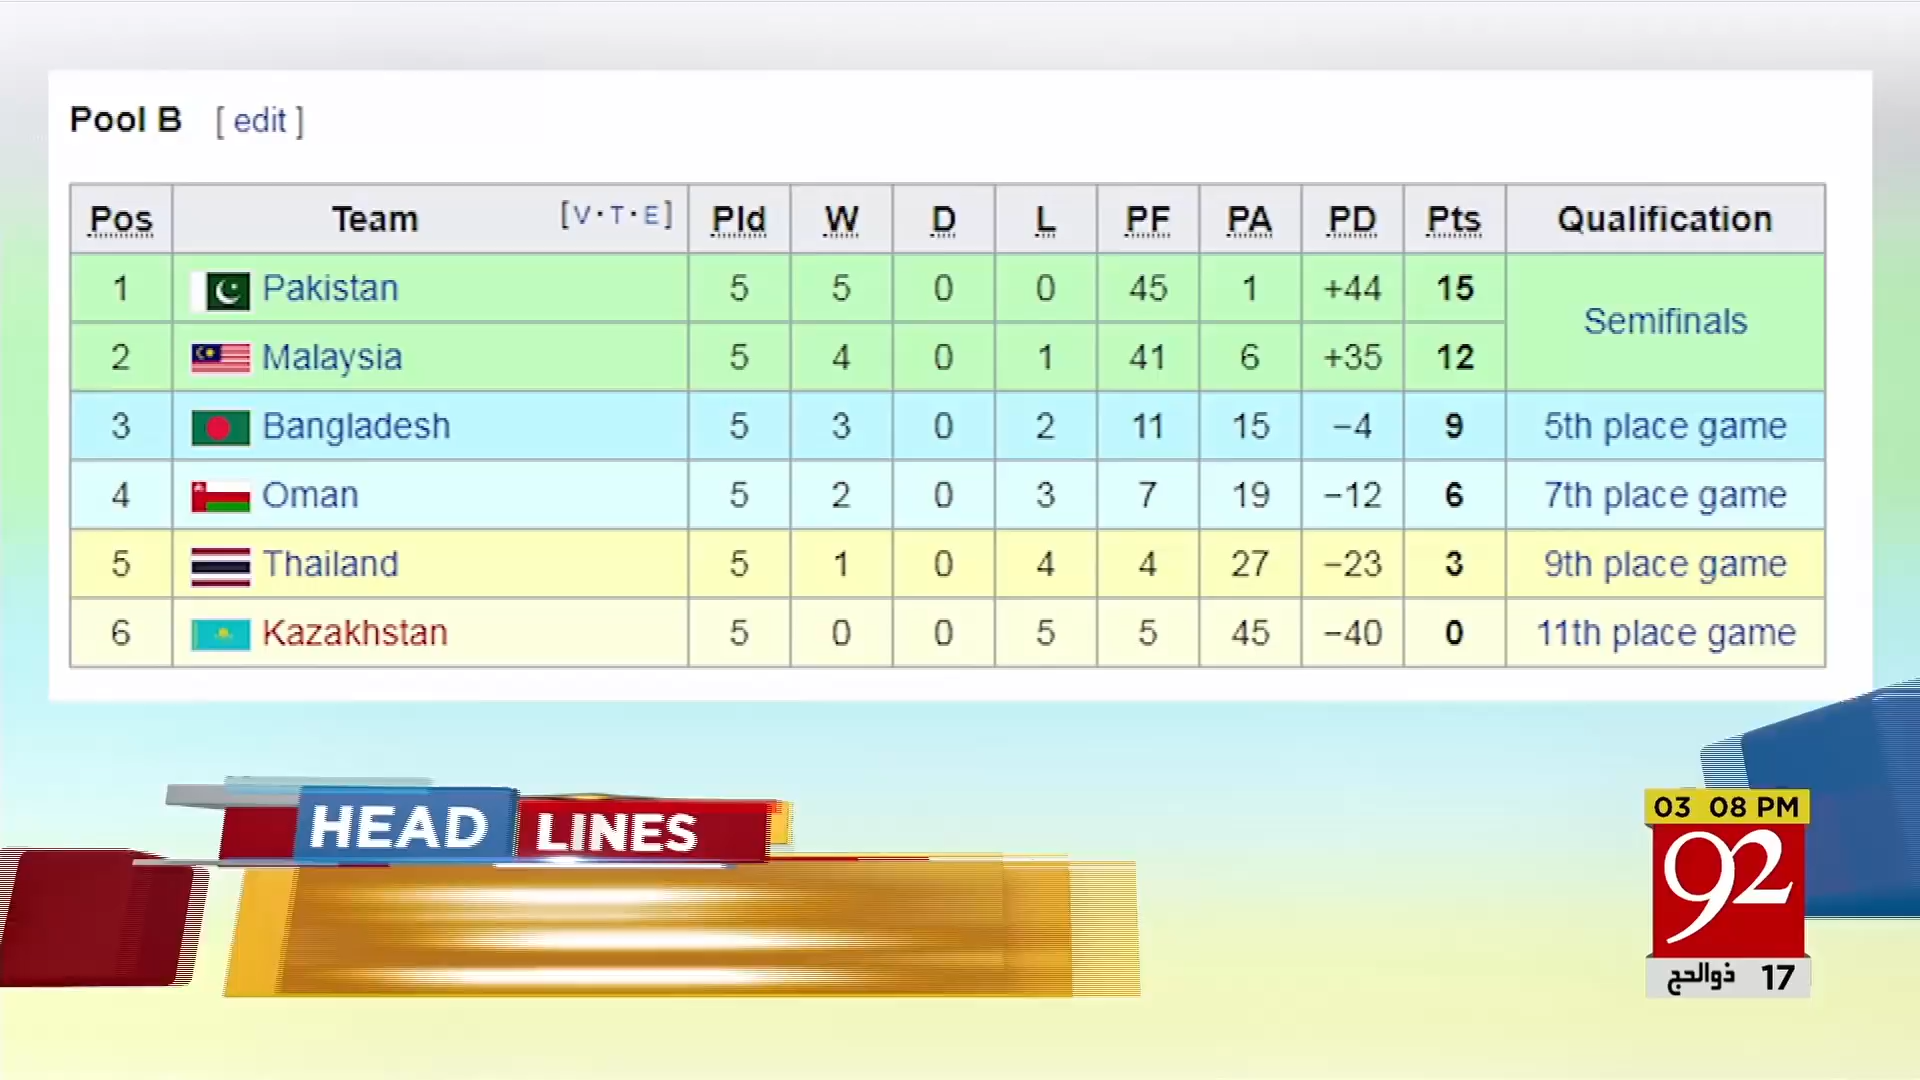 Pool B [ edit ]
Pos Team [V·T·E] Pld W D L PF PA PD Pts Qualification
1 Pakistan 5 5 0 0 45 1 +44 15 Semifinals
2 Malaysia 5 4 0 1 41 6 +35 12
3 Bangladesh 5 3 0 2 11 15 −4 9 5th place game
4 Oman 5 2 0 3 7 19 −12 6 7th place game
5 Thailand 5 1 0 4 4 27 −23 3 9th place game
6 Kazakhstan 5 0 0 5 5 45 −40 0 11th place game
HEAD LINES
03 08 PM
92
17 ذوالحج